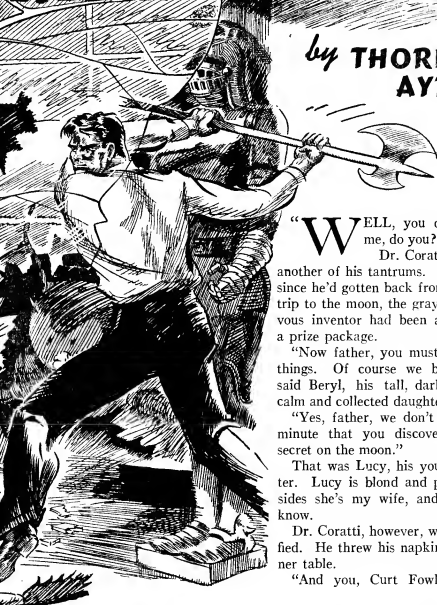 by THOR
AY
"WELL, you
me, do you?
Dr. Corat
another of his tantrums.
since he'd gotten back fro
trip to the moon, the gray
vous inventor had been a
a prize package.
"Now father, you must
things. Of course we b
said Beryl, his tall, dar
calm and collected daught
"Yes, father, we don't
minute that you discove
secret on the moon."
That was Lucy, his you
ter. Lucy is blond and p
sides she's my wife, and
know.
Dr. Coratti, however, w
fied. He threw his napki
ner table.
"And you, Curt Fowl